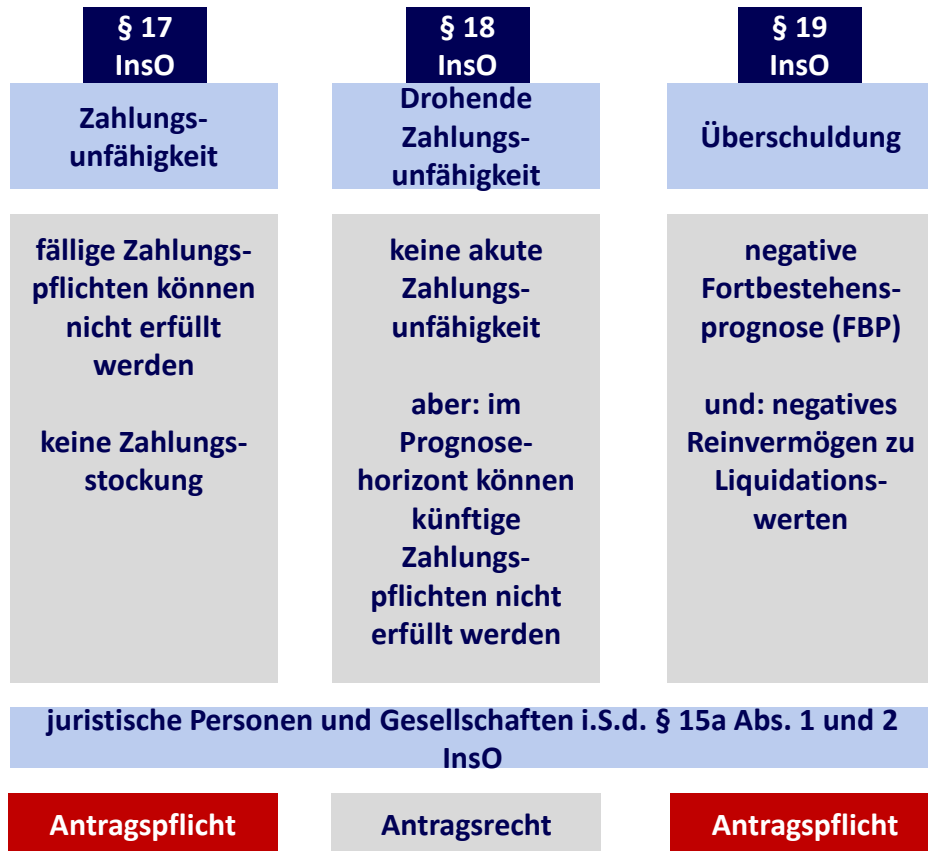 § 17
InsO
Zahlungs-
unfähigkeit
fällige Zahlungs-
pflichten können
nicht erfüllt
werden
keine Zahlungs-
stockung
§ 18
InsO
Drohende
Zahlungs-
unfähigkeit
keine akute
Zahlungs-
unfähigkeit
aber: im
Prognose-
horizont können
künftige
Zahlungs-
pflichten nicht
erfüllt werden
§ 19
InsO
Überschuldung
negative
Fortbestehens-
prognose (FBP)
und: negatives
Reinvermögen zu
Liquidations-
werten
juristische Personen und Gesellschaften i.S.d. § 15a Abs. 1 und 2
InsO
Antragspflicht
Antragsrecht
Antragspflicht